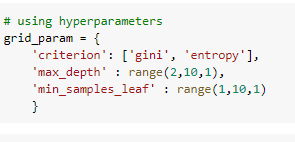 # using hyperparameters
grid_param = {
    'criterion': ['gini', 'entropy'],
    'max_depth' : range(2,10,1),
    'min_samples_leaf' : range(1,10,1)
    }